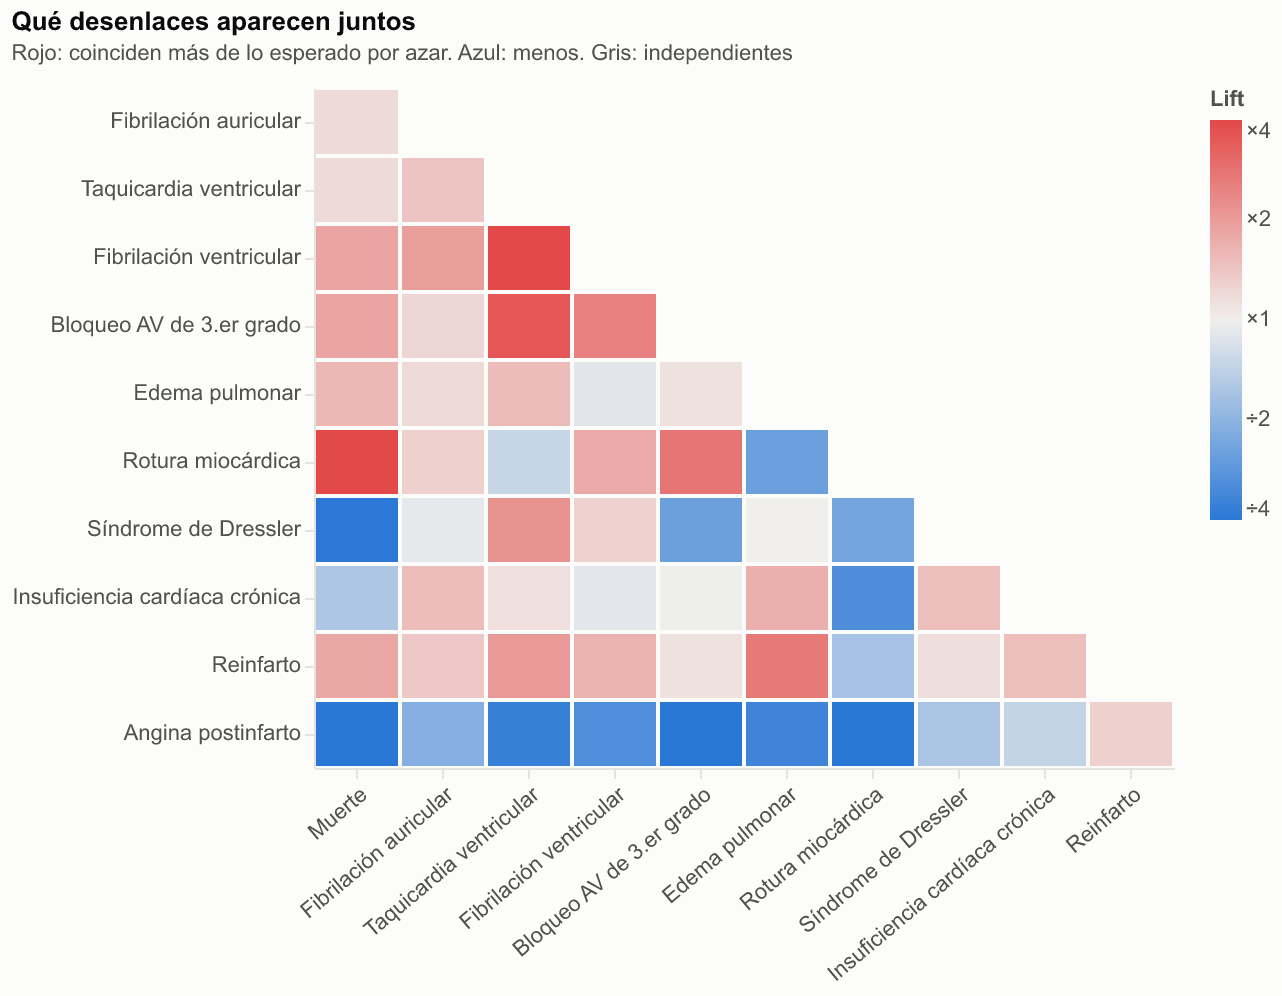 Qué desenlaces aparecen juntos
Rojo: coinciden más de lo esperado por azar. Azul: menos. Gris: independientes
Lift
×4
×2
×1
÷2
÷4
Fibrilación auricular
Taquicardia ventricular
Fibrilación ventricular
Bloqueo AV de 3.er grado
Edema pulmonar
Rotura miocárdica
Síndrome de Dressler
Insuficiencia cardíaca crónica
Reinfarto
Angina postinfarto
Muerte
Fibrilación auricular
Taquicardia ventricular
Fibrilación ventricular
Bloqueo AV de 3.er grado
Edema pulmonar
Rotura miocárdica
Síndrome de Dressler
Insuficiencia cardíaca crónica
Reinfarto